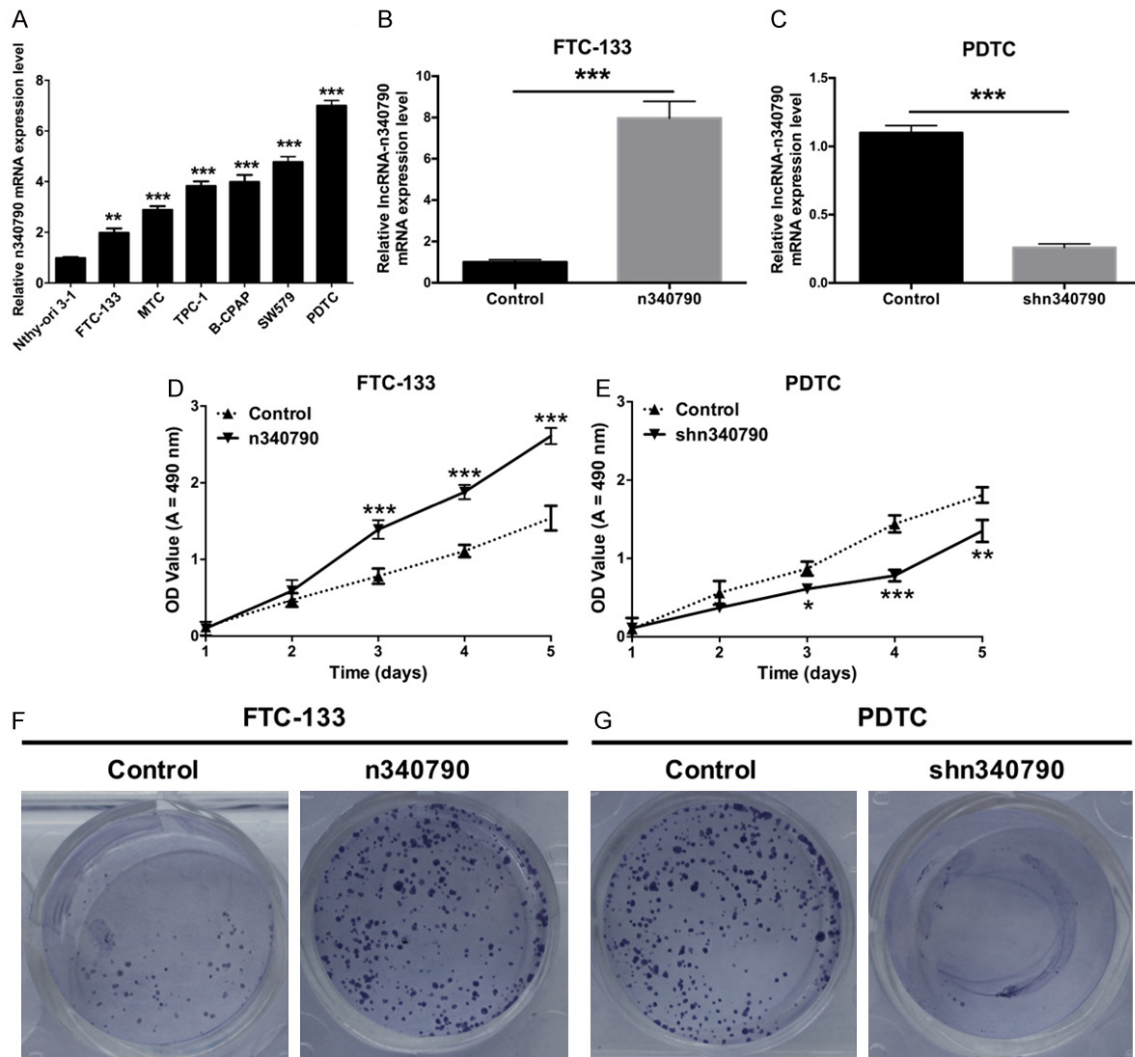 A
Relative n340790 mRNA expression level
8
6
4
2
0
**
***
***
***
***
***
Nthy-ori 3-1
FTC-133
MTC
TPC-1
B-CPAP
SW579
PDTC
B
FTC-133
***
Relative lncRNA-n340790
mRNA expression level
10
8
6
4
2
0
Control
n340790
C
PDTC
***
Relative lncRNA-n340790
mRNA expression level
1.5
1.0
0.5
0.0
Control
shn340790
D
FTC-133
Control
n340790
OD Value (A = 490 nm)
3
2
1
0
***
***
***
1
2
3
4
5
Time (days)
E
PDTC
Control
shn340790
OD Value (A = 490 nm)
3
2
1
0
*
***
**
1
2
3
4
5
Time (days)
F
FTC-133
Control
n340790
G
PDTC
Control
shn340790